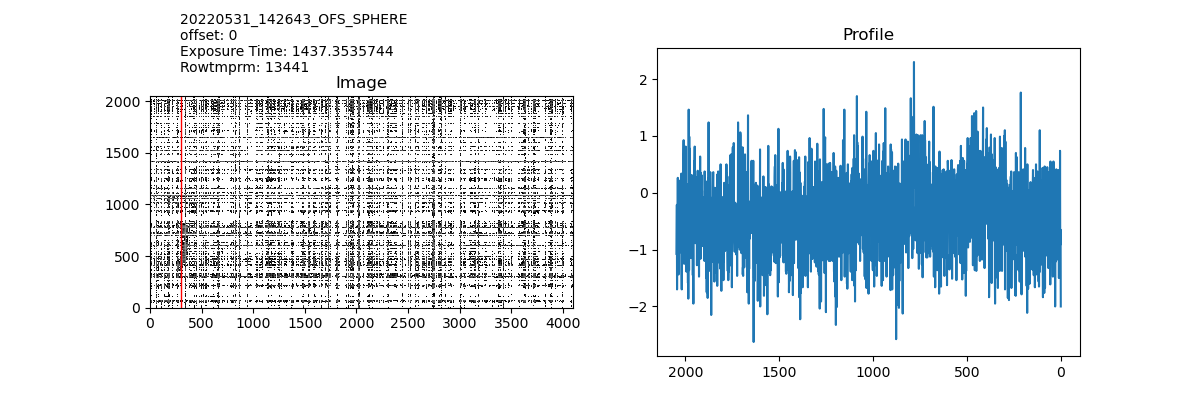 20220531_142643_OFS_SPHERE
offset: 0
Exposure Time: 1437.3535744
Rowtmprm: 13441
Image
Profile
2000
1500
1000
500
0
0 500 1000 1500 2000 2500 3000 3500 4000
2
1
0
−1
−2
2000 1500 1000 500 0